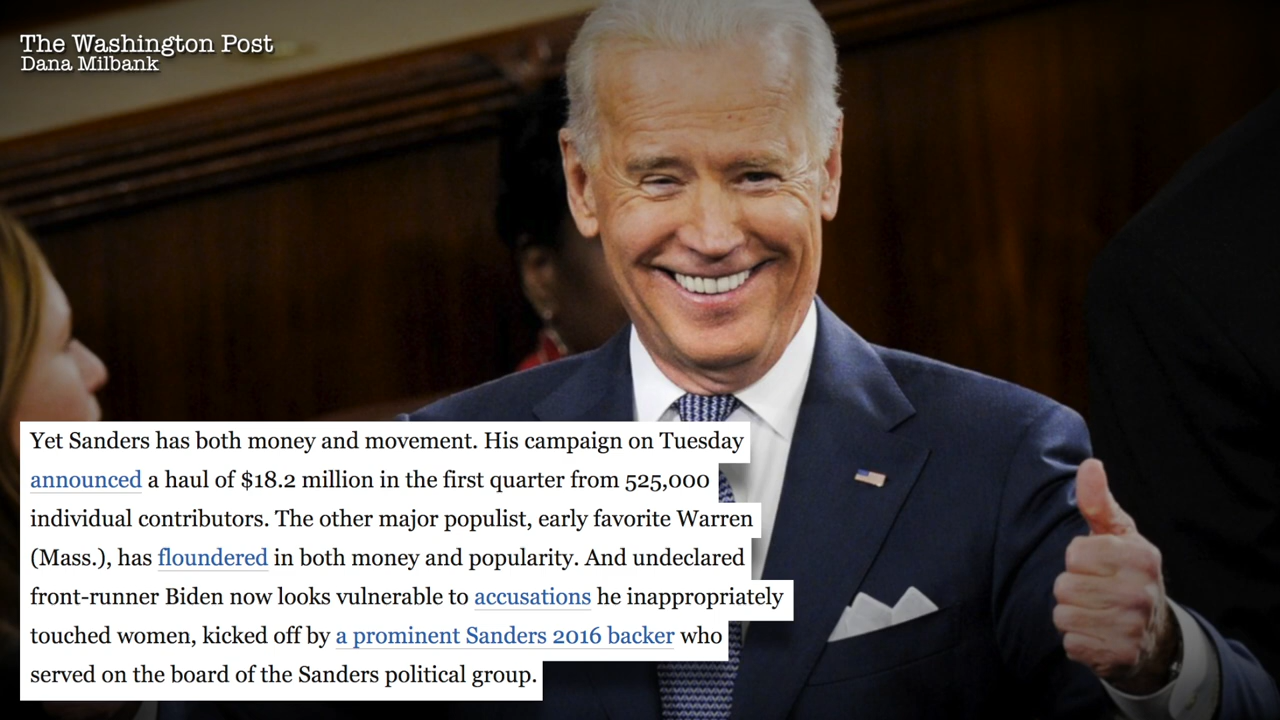 The Washington Post
Dana Milbank
Yet Sanders has both money and movement. His campaign on Tuesday
announced a haul of $18.2 million in the first quarter from 525,000
individual contributors. The other major populist, early favorite Warren
(Mass.), has floundered in both money and popularity. And undeclared
front-runner Biden now looks vulnerable to accusations he inappropriately
touched women, kicked off by a prominent Sanders 2016 backer who
served on the board of the Sanders political group.